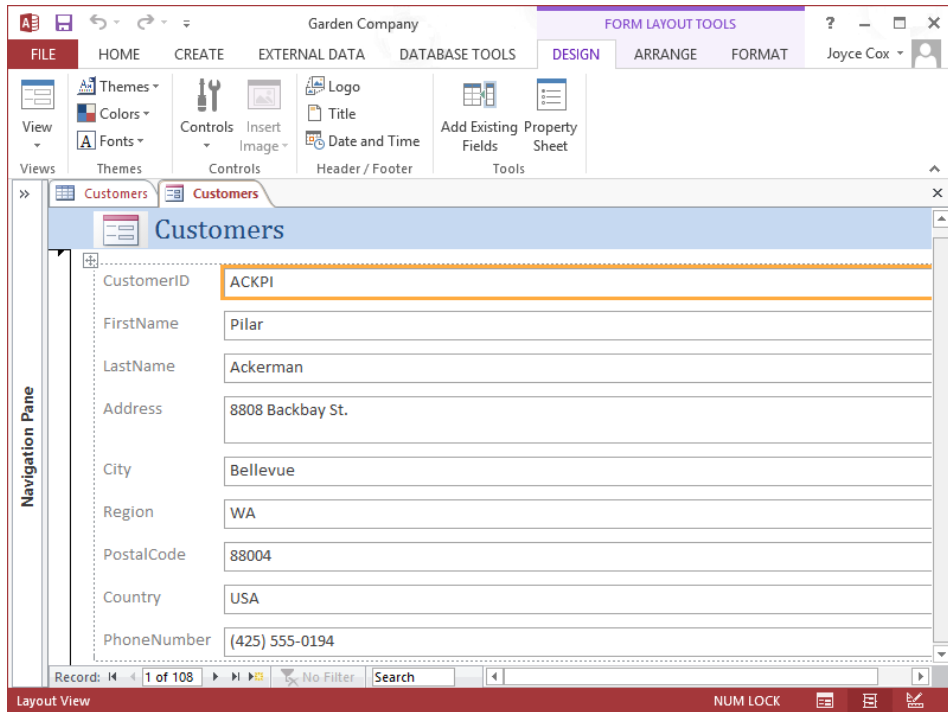 Garden Company
FORM LAYOUT TOOLS
?
FILE HOME CREATE EXTERNAL DATA DATABASE TOOLS DESIGN ARRANGE FORMAT Joyce Cox
View
Views
Themes
Colors
A Fonts
Themes
Controls
Insert
Image
Controls
Logo
Title
Date and Time
Header / Footer
Add Existing
Fields
Property
Sheet
Tools
Navigation Pane
Customers
Customers
Customers
CustomerID ACKPI
FirstName Pilar
LastName Ackerman
Address 8808 Backbay St.
City Bellevue
Region WA
PostalCode 88004
Country USA
PhoneNumber (425) 555-0194
Record: 1 of 108 No Filter Search
Layout View NUM LOCK